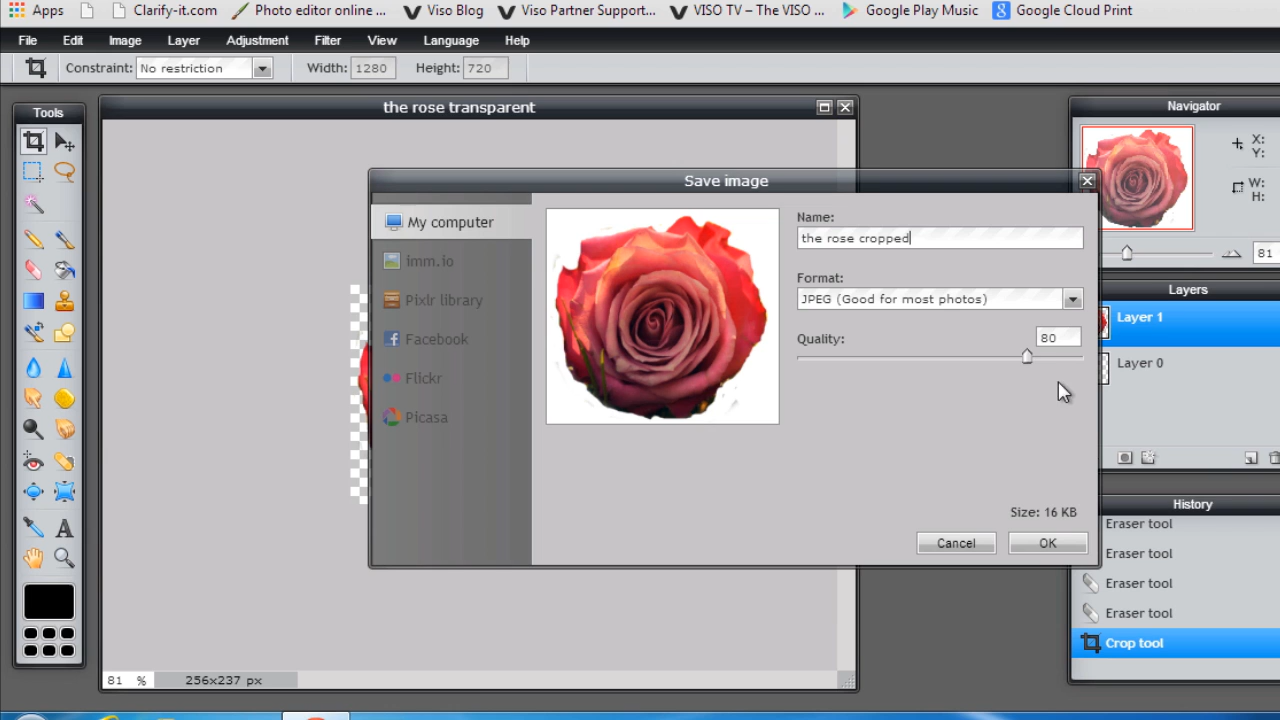 Apps Clarify-it.com Photo editor online ... Viso Blog Viso Partner Support... VISO TV – The VISO ... Google Play Music Google Cloud Print
File Edit Image Layer Adjustment Filter View Language Help
Constraint: No restriction Width: 1280 Height: 720
Tools
the rose transparent
Navigator
X:
Y:
W:
H:
81
Save image
My computer
imm.io
Pixlr library
Facebook
Flickr
Picasa
Name:
the rose cropped
Format:
JPEG (Good for most photos)
Quality:
80
Size: 16 KB
Cancel OK
Layers
Layer 1
Layer 0
History
Eraser tool
Eraser tool
Eraser tool
Eraser tool
Crop tool
81 % 256x237 px